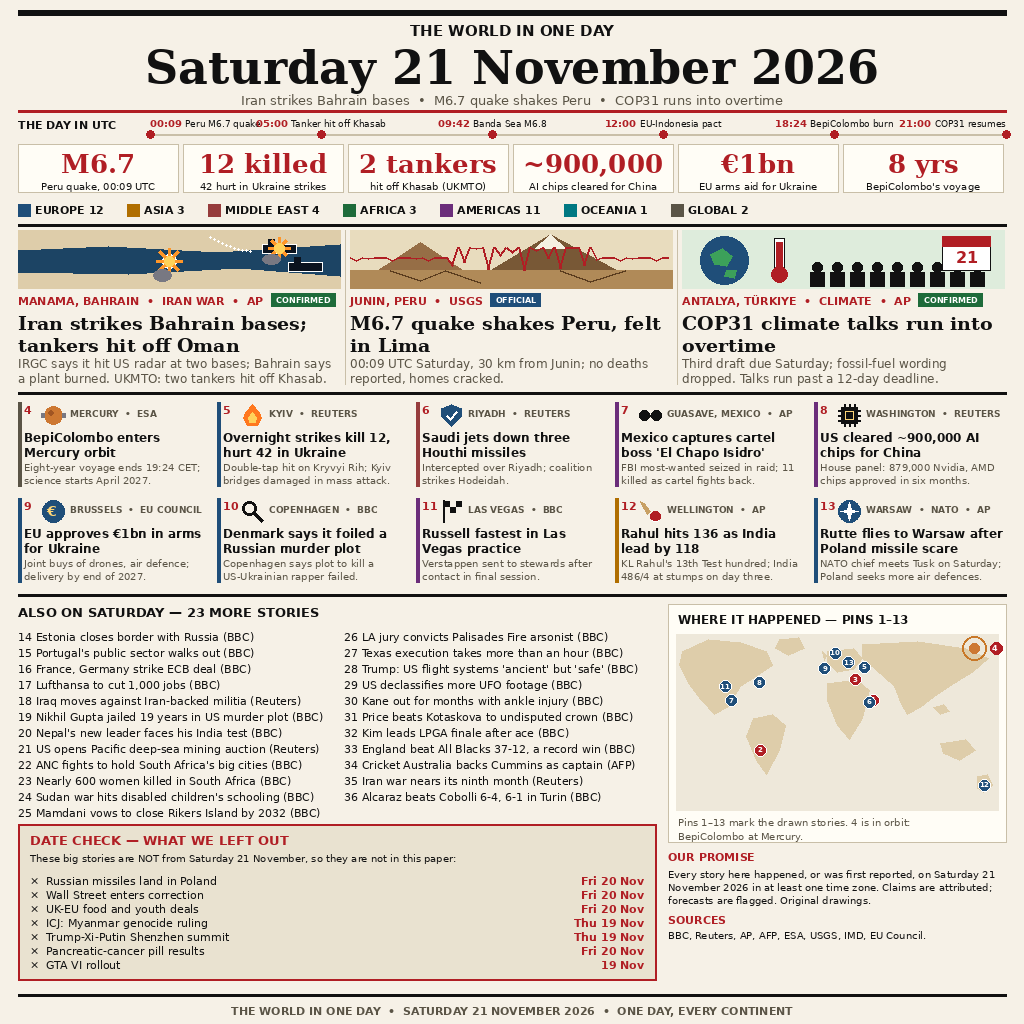 THE WORLD IN ONE DAY
Saturday 21 November 2026
Iran strikes Bahrain bases • M6.7 quake shakes Peru • COP31 runs into overtime
THE DAY IN UTC
00:09 Peru M6.7 quake
05:00 Tanker hit off Khasab
09:42 Banda Sea M6.8
12:00 EU-Indonesia pact
18:24 BepiColombo burn
21:00 COP31 resumes
M6.7
Peru quake, 00:09 UTC
12 killed
42 hurt in Ukraine strikes
2 tankers
hit off Khasab (UKMTO)
~900,000
AI chips cleared for China
€1bn
EU arms aid for Ukraine
8 yrs
BepiColombo's voyage
EUROPE 12
ASIA 3
MIDDLE EAST 4
AFRICA 3
AMERICAS 11
OCEANIA 1
GLOBAL 2
MANAMA, BAHRAIN • IRAN WAR • AP CONFIRMED
Iran strikes Bahrain bases;
tankers hit off Oman
IRGC says it hit US radar at two bases; Bahrain says
a plant burned. UKMTO: two tankers hit off Khasab.
JUNIN, PERU • USGS OFFICIAL
M6.7 quake shakes Peru, felt
in Lima
00:09 UTC Saturday, 30 km from Junin; no deaths
reported, homes cracked.
21
ANTALYA, TÜRKIYE • CLIMATE • AP CONFIRMED
COP31 climate talks run into
overtime
Third draft due Saturday; fossil-fuel wording
dropped. Talks run past a 12-day deadline.
4 MERCURY • ESA
BepiColombo enters
Mercury orbit
Eight-year voyage ends 19:24 CET;
science starts April 2027.
5 KYIV • REUTERS
Overnight strikes kill 12,
hurt 42 in Ukraine
Double-tap hit on Kryvyi Rih; Kyiv
bridges damaged in mass attack.
6 RIYADH • REUTERS
Saudi jets down three
Houthi missiles
Intercepted over Riyadh; coalition
strikes Hodeidah.
7 GUASAVE, MEXICO • AP
Mexico captures cartel
boss 'El Chapo Isidro'
FBI most-wanted seized in raid; 11
killed as cartel fights back.
8 WASHINGTON • REUTERS
US cleared ~900,000 AI
chips for China
House panel: 879,000 Nvidia, AMD
chips approved in six months.
9 € BRUSSELS • EU COUNCIL
EU approves €1bn in arms
for Ukraine
Joint buys of drones, air defence;
delivery by end of 2027.
10 COPENHAGEN • BBC
Denmark says it foiled a
Russian murder plot
Copenhagen says plot to kill a
US-Ukrainian rapper failed.
11 LAS VEGAS • BBC
Russell fastest in Las
Vegas practice
Verstappen sent to stewards after
contact in final session.
12 WELLINGTON • AP
Rahul hits 136 as India
lead by 118
KL Rahul's 13th Test hundred; India
486/4 at stumps on day three.
13 WARSAW • NATO • AP
Rutte flies to Warsaw after
Poland missile scare
NATO chief meets Tusk on Saturday;
Poland seeks more air defences.
ALSO ON SATURDAY — 23 MORE STORIES
14 Estonia closes border with Russia (BBC)
15 Portugal's public sector walks out (BBC)
16 France, Germany strike ECB deal (BBC)
17 Lufthansa to cut 1,000 jobs (BBC)
18 Iraq moves against Iran-backed militia (Reuters)
19 Nikhil Gupta jailed 19 years in US murder plot (BBC)
20 Nepal's new leader faces his India test (BBC)
21 US opens Pacific deep-sea mining auction (Reuters)
22 ANC fights to hold South Africa's big cities (BBC)
23 Nearly 600 women killed in South Africa (BBC)
24 Sudan war hits disabled children's schooling (BBC)
25 Mamdani vows to close Rikers Island by 2032 (BBC)
26 LA jury convicts Palisades Fire arsonist (BBC)
27 Texas execution takes more than an hour (BBC)
28 Trump: US flight systems 'ancient' but 'safe' (BBC)
29 US declassifies more UFO footage (BBC)
30 Kane out for months with ankle injury (BBC)
31 Price beats Kotaskova to undisputed crown (BBC)
32 Kim leads LPGA finale after ace (BBC)
33 England beat All Blacks 37-12, a record win (BBC)
34 Cricket Australia backs Cummins as captain (AFP)
35 Iran war nears its ninth month (Reuters)
36 Alcaraz beats Cobolli 6-4, 6-1 in Turin (BBC)
WHERE IT HAPPENED — PINS 1–13
10
13
9
5
4
3
8
11
7
6
2
12
Pins 1–13 mark the drawn stories. 4 is in orbit:
BepiColombo at Mercury.
DATE CHECK — WHAT WE LEFT OUT
These big stories are NOT from Saturday 21 November, so they are not in this paper:
× Russian missiles land in Poland Fri 20 Nov
× Wall Street enters correction Fri 20 Nov
× UK-EU food and youth deals Fri 20 Nov
× ICJ: Myanmar genocide ruling Thu 19 Nov
× Trump-Xi-Putin Shenzhen summit Thu 19 Nov
× Pancreatic-cancer pill results Fri 20 Nov
× GTA VI rollout 19 Nov
OUR PROMISE
Every story here happened, or was first reported, on Saturday 21
November 2026 in at least one time zone. Claims are attributed;
forecasts are flagged. Original drawings.
SOURCES
BBC, Reuters, AP, AFP, ESA, USGS, IMD, EU Council.
THE WORLD IN ONE DAY • SATURDAY 21 NOVEMBER 2026 • ONE DAY, EVERY CONTINENT